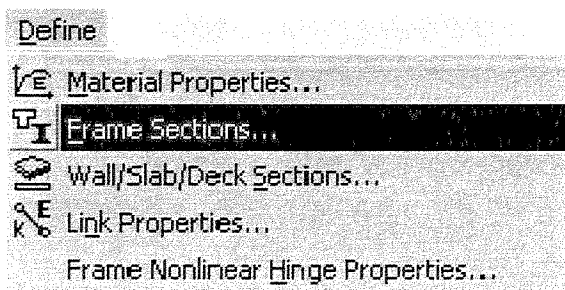 Define
Material Properties...
Frame Sections...
Wall/Slab/Deck Sections...
Link Properties...
Frame Nonlinear Hinge Properties...